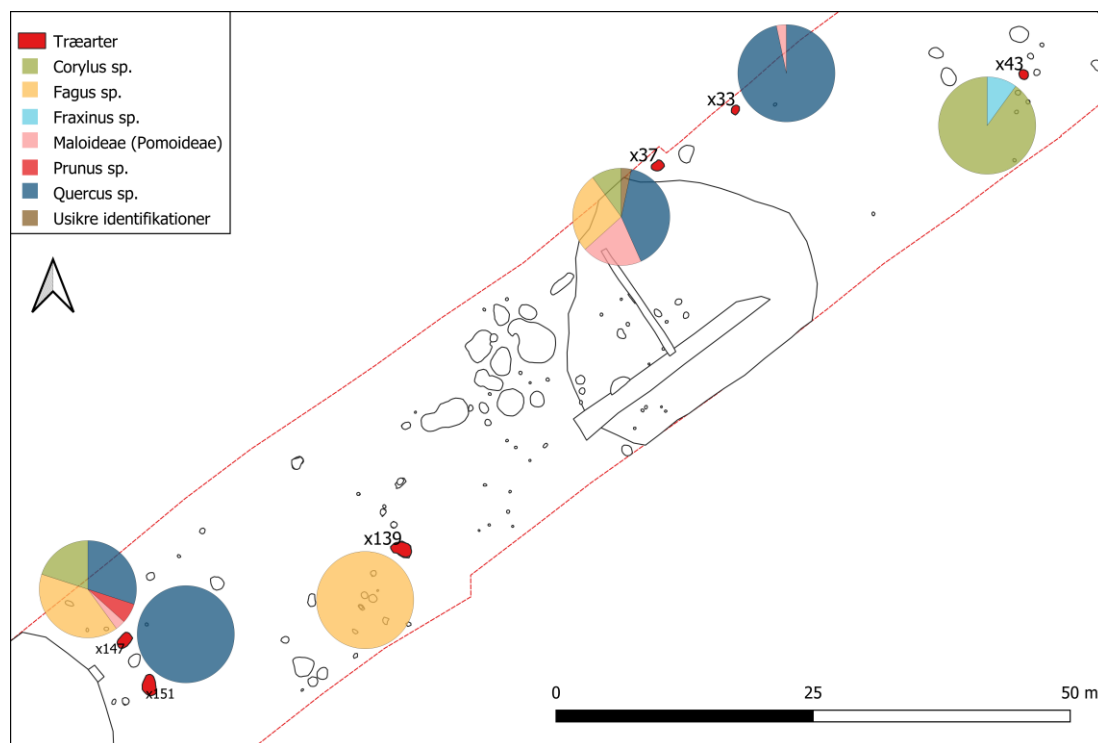 Træarter
Corylus sp.
Fagus sp.
Fraxinus sp.
Maloideae (Pomoideae)
Prunus sp.
Quercus sp.
Usikre identifikationer
x43
x33
x37
x139
x147
x151
0 25 50 m